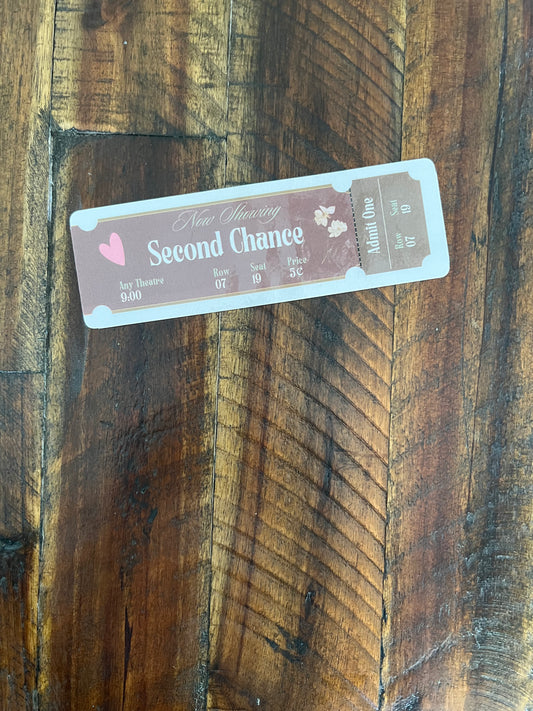 Now Showing
Second Chance
Any Theatre
9:00
Row
07
Seat
19
Price
5¢
Admit One
Row
07
Seat
19